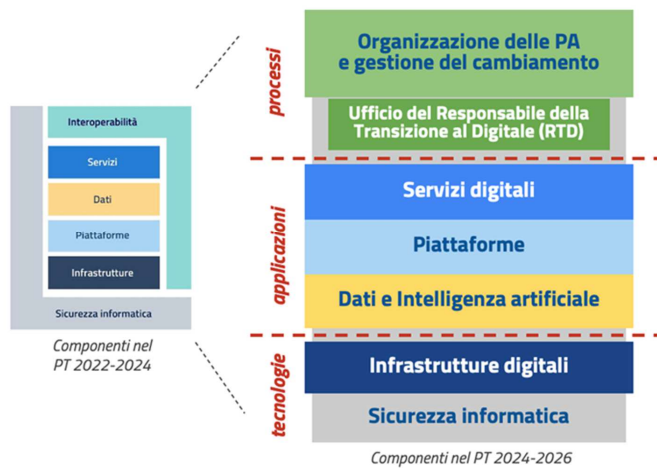 Interoperabilità
Servizi
Dati
Piattaforme
Infrastrutture
Sicurezza informatica
Componenti nel
PT 2022-2024
processi
Organizzazione delle PA
e gestione del cambiamento
Ufficio del Responsabile della
Transizione al Digitale (RTD)
applicazioni
Servizi digitali
Piattaforme
Dati e Intelligenza artificiale
tecnologie
Infrastrutture digitali
Sicurezza informatica
Componenti nel PT 2024-2026